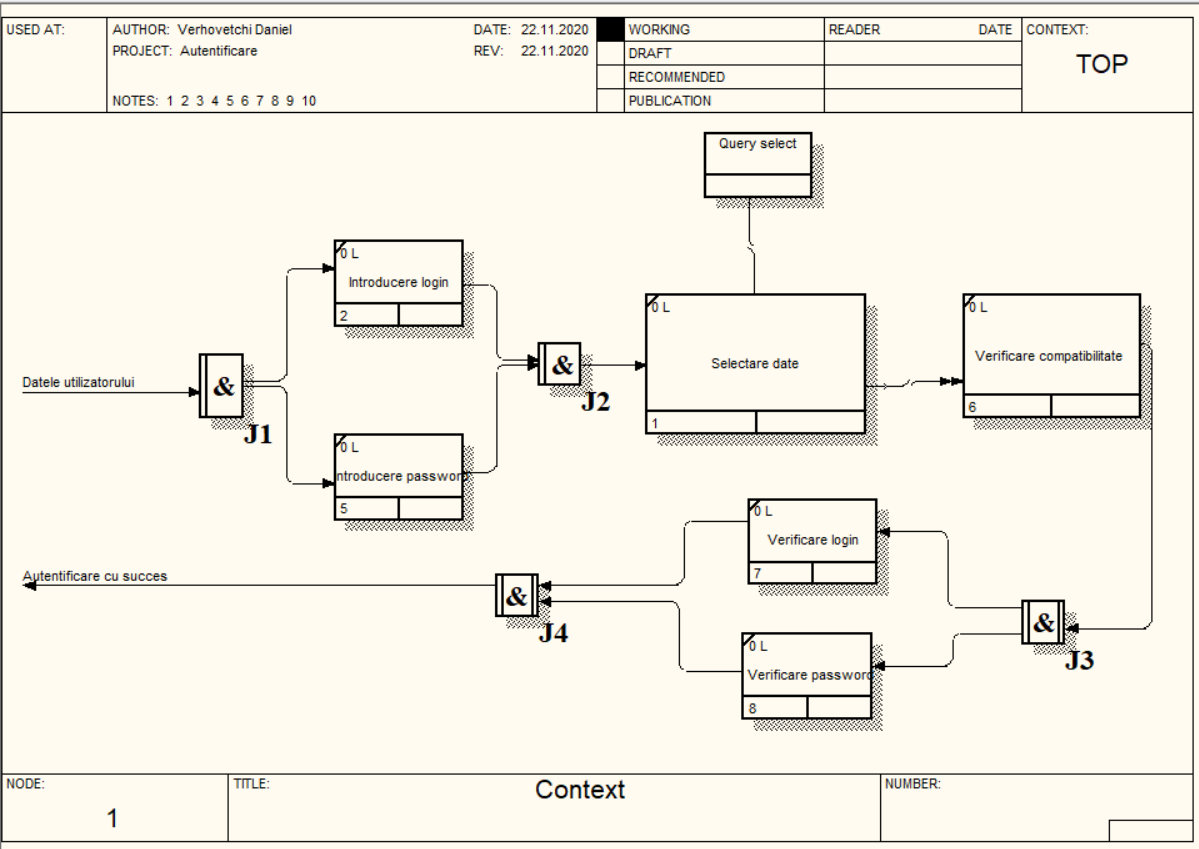 USED AT:
AUTHOR: Verhovetchi Daniel
DATE: 22.11.2020
WORKING
READER
DATE
CONTEXT:
PROJECT: Autentificare
REV: 22.11.2020
DRAFT
TOP
RECOMMENDED
NOTES: 1 2 3 4 5 6 7 8 9 10
PUBLICATION
Query select
0 L
Introducere login
2
0 L
Selectare date
1
0 L
Verificare compatibilitate
6
Datele utilizatorului
&
J1
&
J2
0 L
ntroducere password
5
0 L
Verificare login
7
Autentificare cu succes
&
J4
&
J3
0 L
Verificare password
8
NODE:
1
TITLE:
Context
NUMBER: